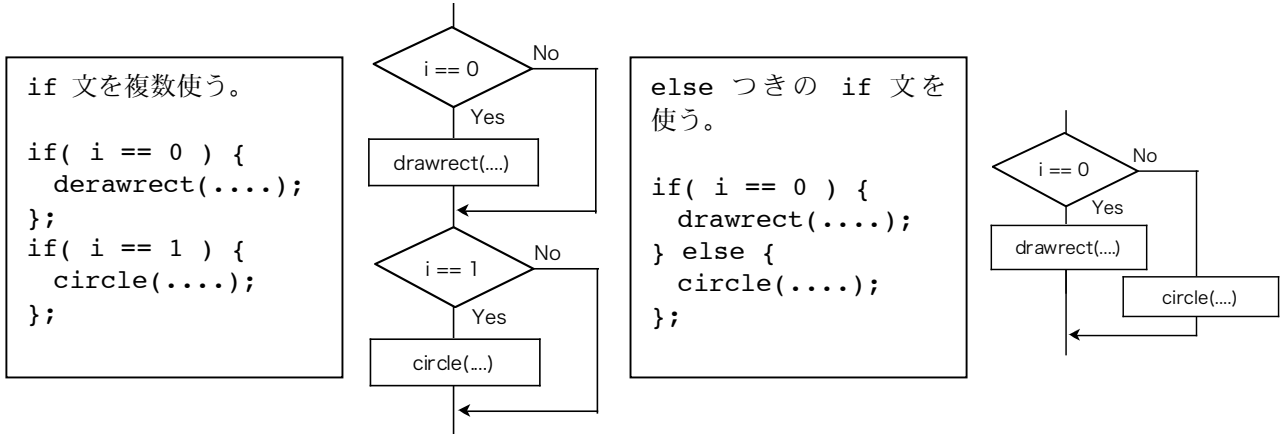 if 文を複数使う。
if( i == 0 ) {
derawrect(....);
};
if( i == 1 ) {
circle(....);
};
i == 0
No
Yes
drawrect(....)
i == 1
No
Yes
circle(....)
else つきの if 文を
使う。
if( i == 0 ) {
drawrect(....);
} else {
circle(....);
};
i == 0
No
Yes
drawrect(....)
circle(....)